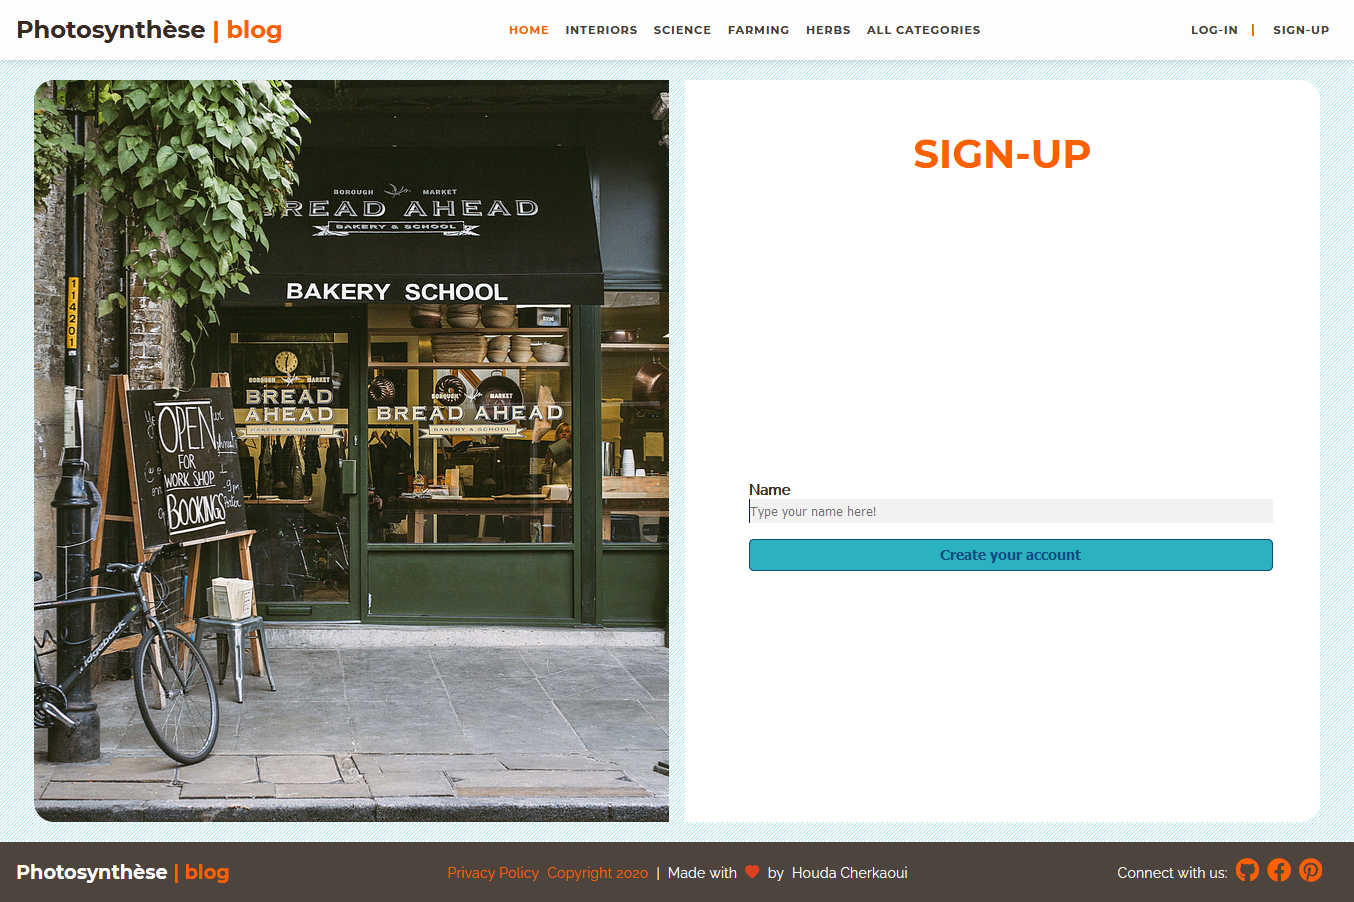 Photosynthèse | blog
HOME INTERIORS SCIENCE FARMING HERBS ALL CATEGORIES
LOG-IN | SIGN-UP
BOROUGH MARKET
BREAD AHEAD
BAKERY & SCHOOL
BAKERY SCHOOL
114201
BOROUGH MARKET
BREAD
AHEAD
BAKERY & SCHOOL
BOROUGH MARKET
BREAD AHEAD
BAKERY & SCHOOL
OPEN
FOR
WORK SHOP
BOOKINGS
ridgeback
SIGN-UP
Name
Type your name here!
Create your account
Photosynthèse | blog
Privacy Policy Copyright 2020 | Made with ❤ by Houda Cherkaoui
Connect with us: